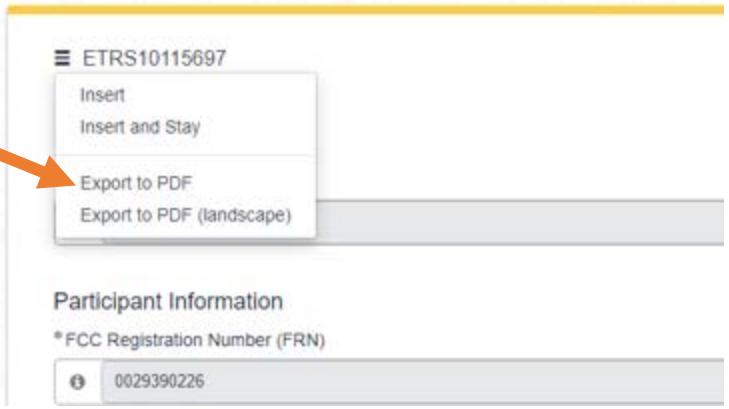 ETRS10115697
Insert
Insert and Stay
Export to PDF
Export to PDF (landscape)
Participant Information
*FCC Registration Number (FRN)
0029390226